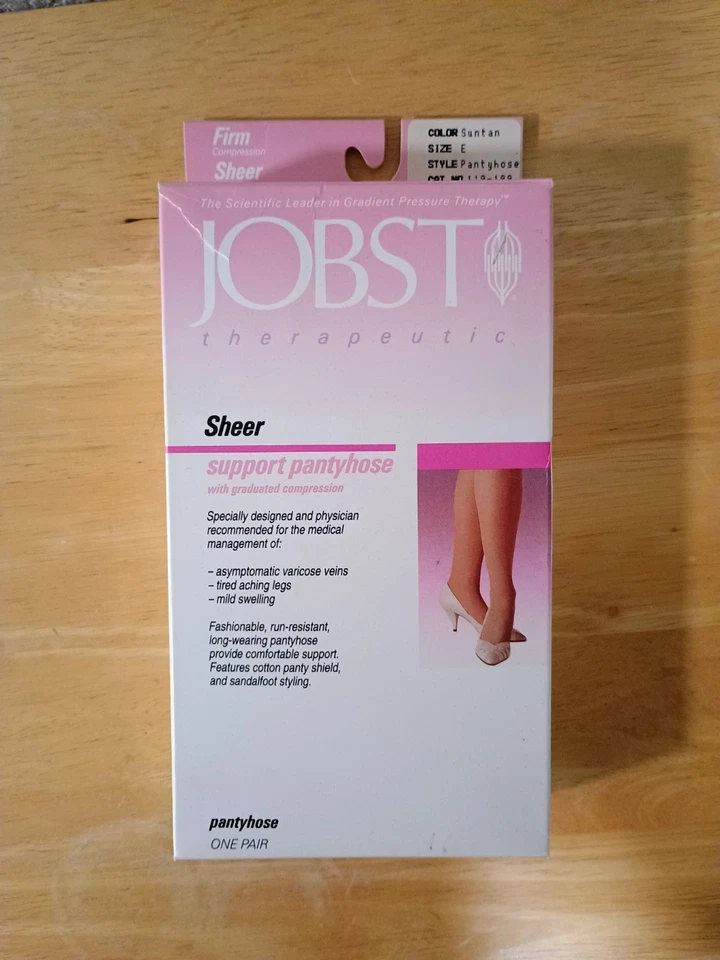 Firm
Compression
Sheer
COLOR Suntan
SIZE E
STYLE Pantyhose
CAT. NO
The Scientific Leader in Gradient Pressure Therapy™
JOBST®
therapeutic
Sheer
support pantyhose
with graduated compression
Specially designed and physician
recommended for the medical
management of:
– asymptomatic varicose veins
– tired aching legs
– mild swelling
Fashionable, run-resistant,
long-wearing pantyhose
provide comfortable support.
Features cotton panty shield,
and sandalfoot styling.
pantyhose
ONE PAIR